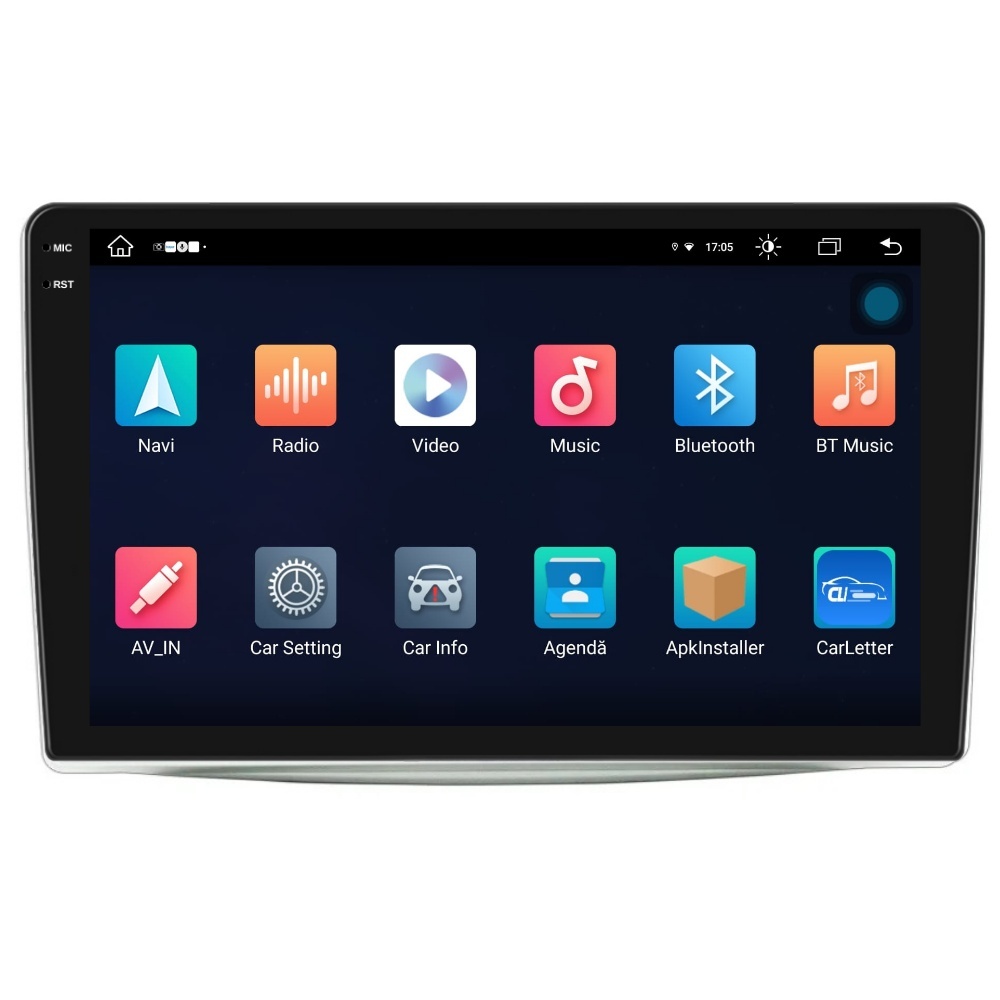 MIC
17:05
RST
Navi
Radio
Video
Music
Bluetooth
BT Music
AV_IN
Car Setting
Car Info
Agendă
ApkInstaller
CarLetter